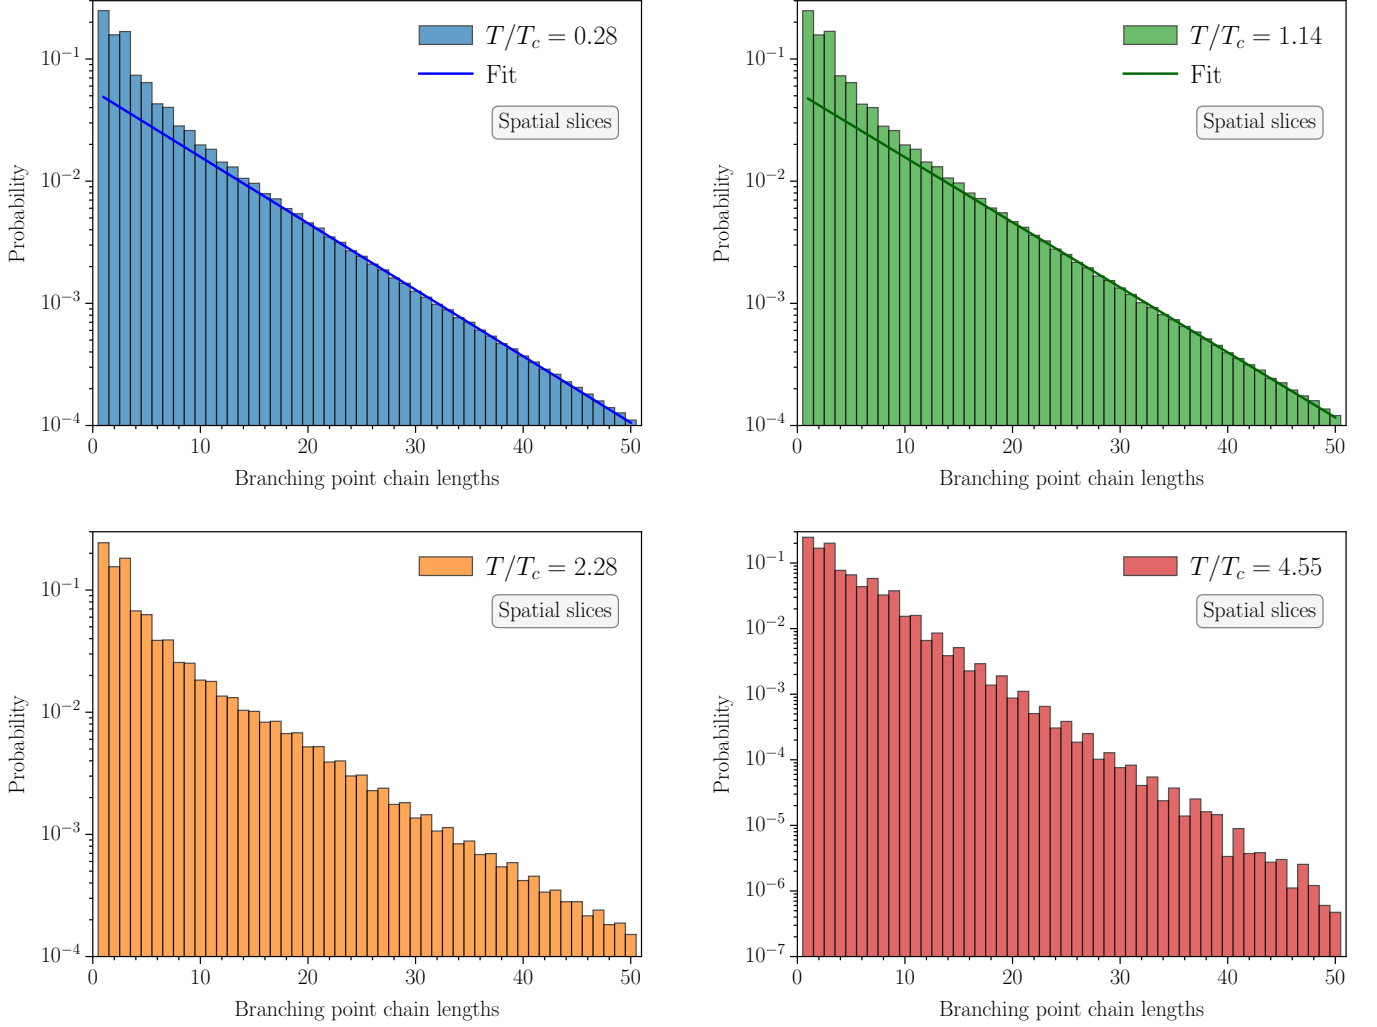 T/T_c = 0.28
Fit
Spatial slices
Probability
10^{-1}
10^{-2}
10^{-3}
10^{-4}
0 10 20 30 40 50
Branching point chain lengths
T/T_c = 1.14
Fit
Spatial slices
Probability
10^{-1}
10^{-2}
10^{-3}
10^{-4}
0 10 20 30 40 50
Branching point chain lengths
T/T_c = 2.28
Spatial slices
Probability
10^{-1}
10^{-2}
10^{-3}
10^{-4}
0 10 20 30 40 50
Branching point chain lengths
T/T_c = 4.55
Spatial slices
Probability
10^{-1}
10^{-2}
10^{-3}
10^{-4}
10^{-5}
10^{-6}
10^{-7}
0 10 20 30 40 50
Branching point chain lengths